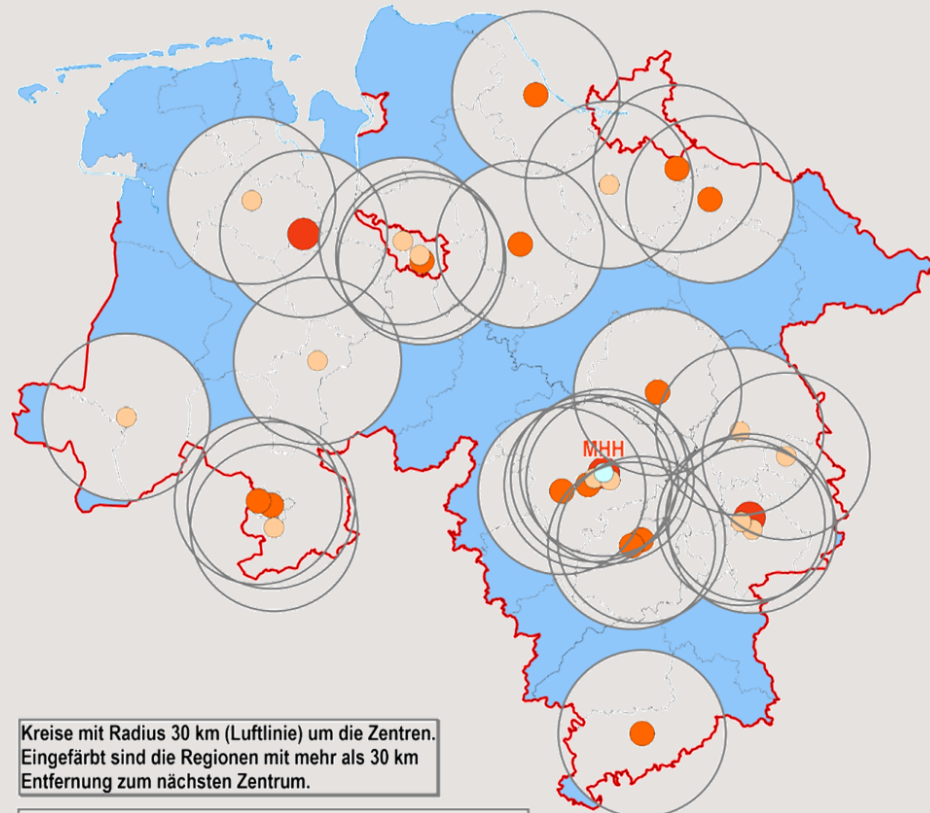 MHH
Kreise mit Radius 30 km (Luftlinie) um die Zentren.
Eingefärbt sind die Regionen mit mehr als 30 km
Entfernung zum nächsten Zentrum.